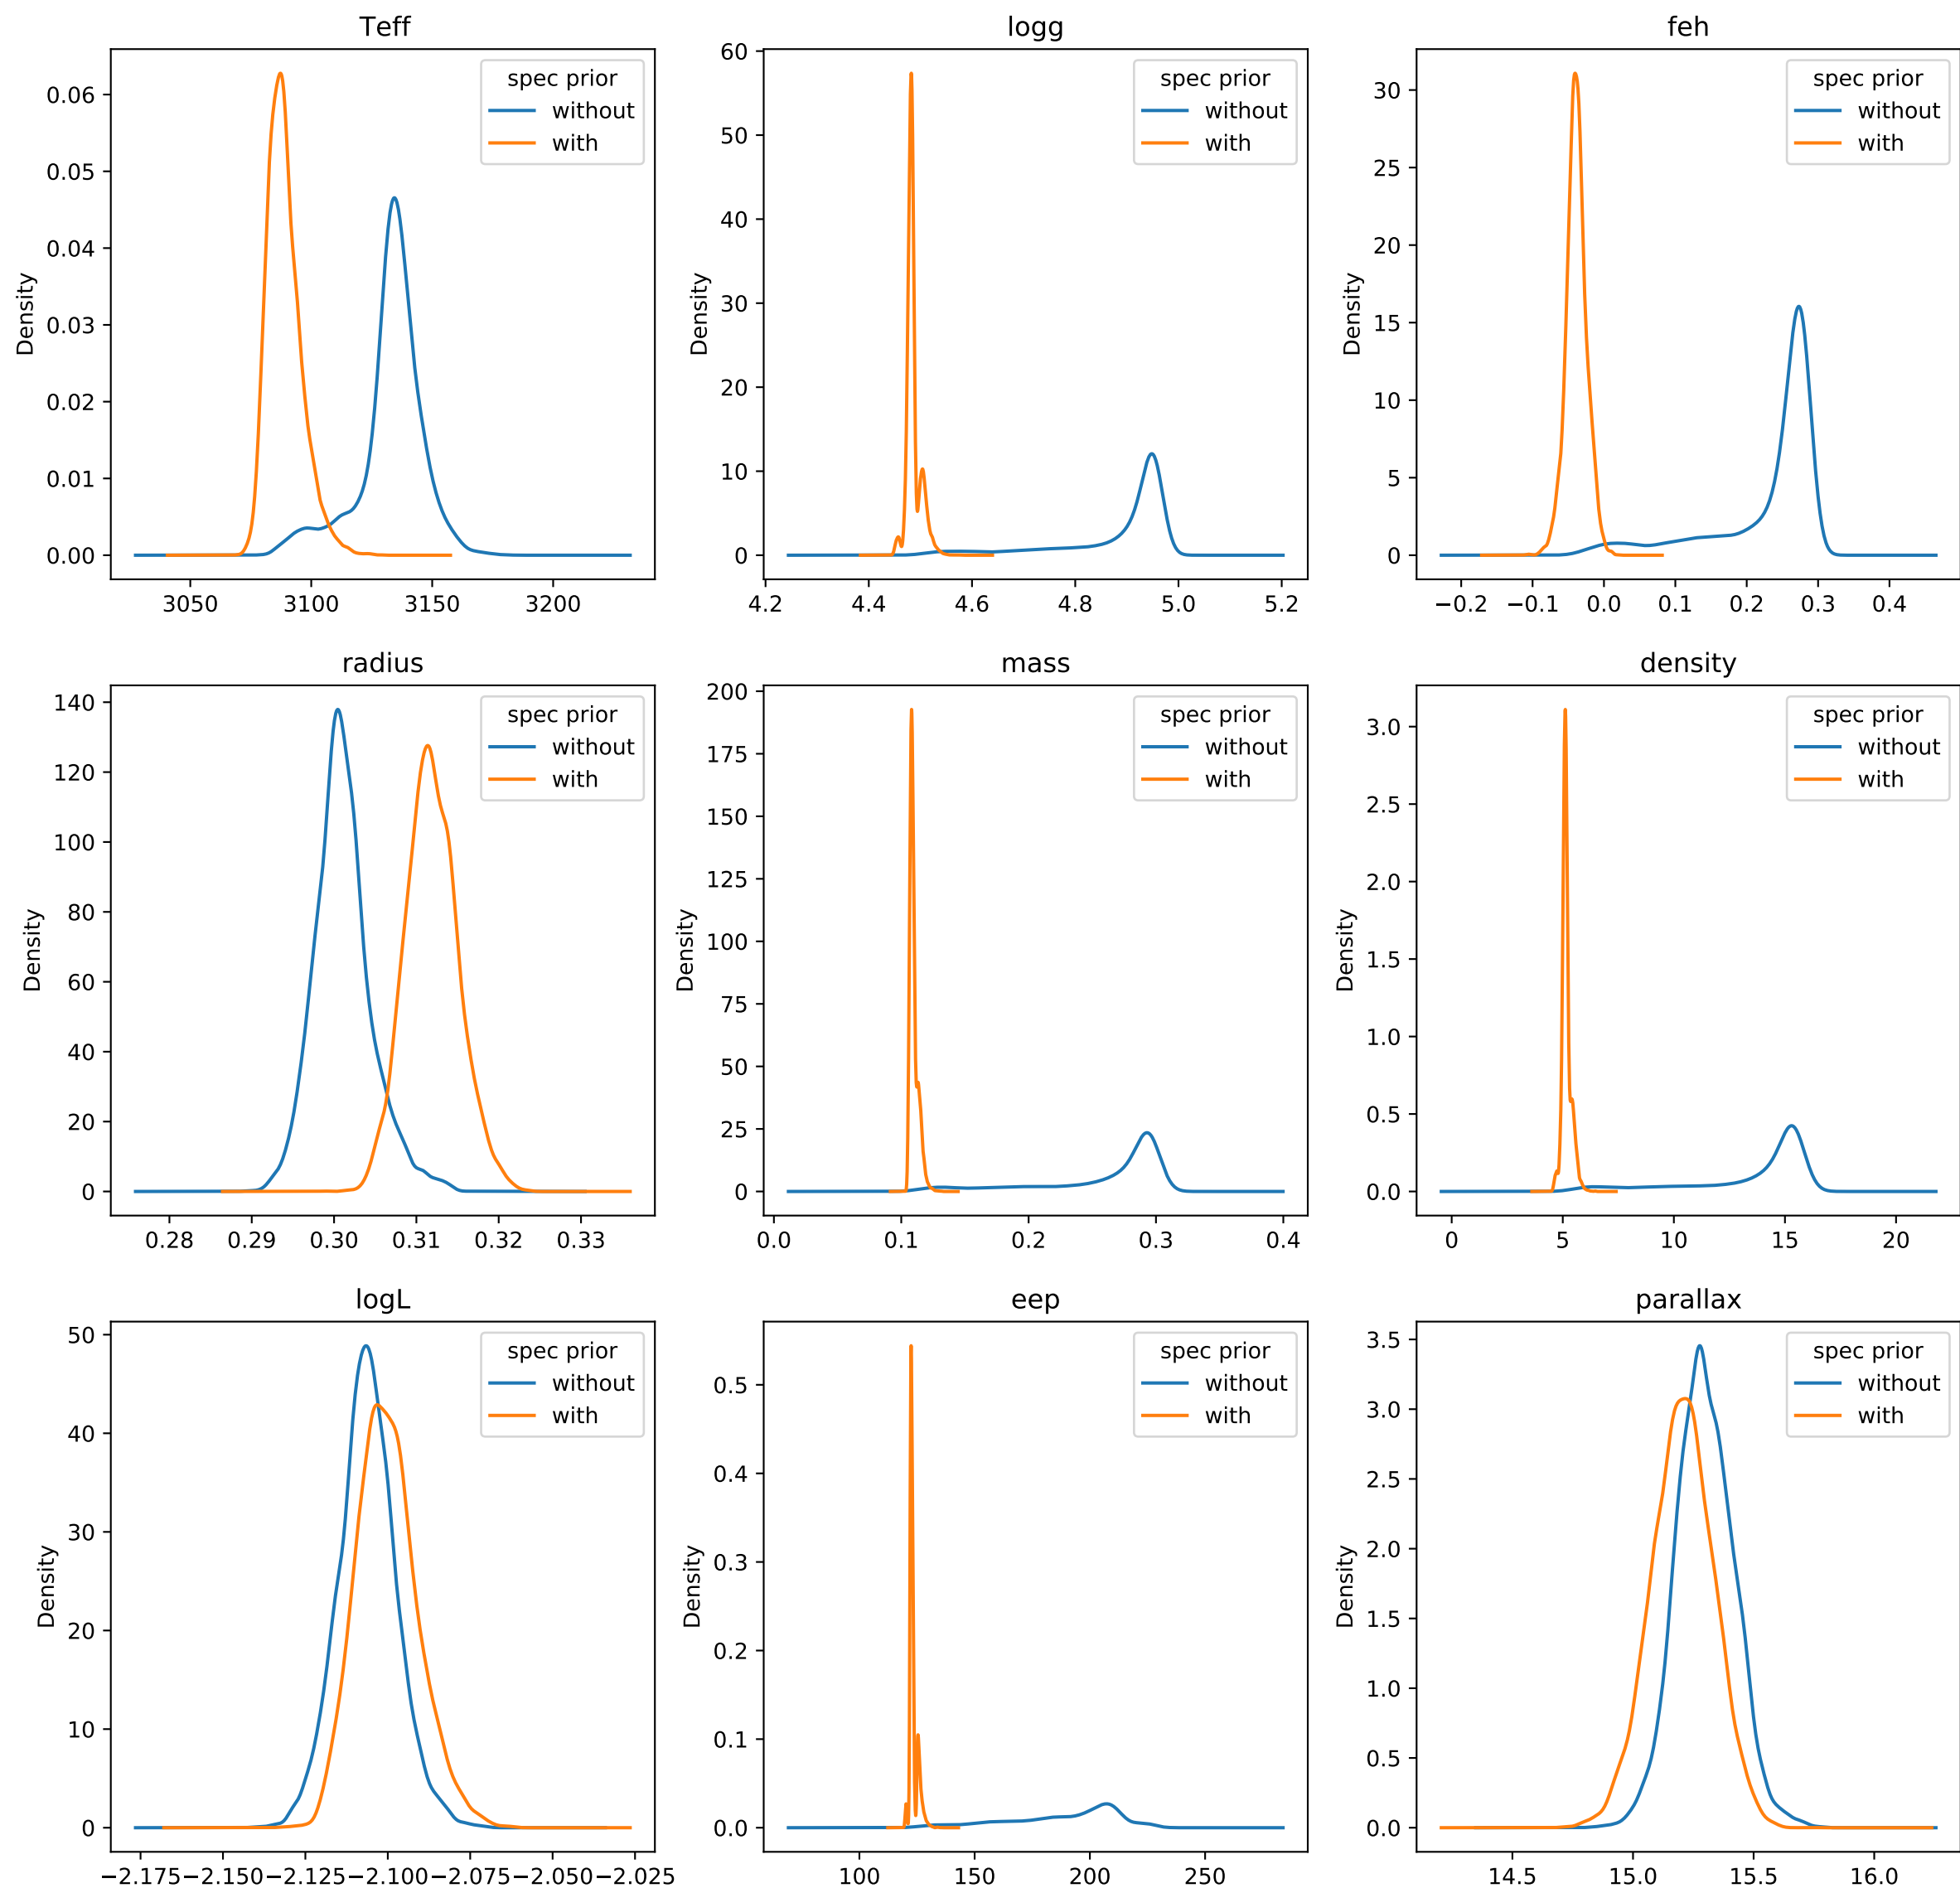 Teff
logg
feh
spec prior
without
with
spec prior
without
with
spec prior
without
with
Density
0.06
0.05
0.04
0.03
0.02
0.01
0.00
3050 3100 3150 3200
Density
60
50
40
30
20
10
0
4.2 4.4 4.6 4.8 5.0 5.2
Density
30
25
20
15
10
5
0
−0.2 −0.1 0.0 0.1 0.2 0.3 0.4
radius
mass
density
spec prior
without
with
spec prior
without
with
spec prior
without
with
Density
140
120
100
80
60
40
20
0
0.28 0.29 0.30 0.31 0.32 0.33
Density
200
175
150
125
100
75
50
25
0
0.0 0.1 0.2 0.3 0.4
Density
3.0
2.5
2.0
1.5
1.0
0.5
0.0
0 5 10 15 20
logL
eep
parallax
spec prior
without
with
spec prior
without
with
spec prior
without
with
Density
50
40
30
20
10
0
−2.175 −2.150 −2.125 −2.100 −2.075 −2.050 −2.025
Density
0.5
0.4
0.3
0.2
0.1
0.0
100 150 200 250
Density
3.5
3.0
2.5
2.0
1.5
1.0
0.5
0.0
14.5 15.0 15.5 16.0